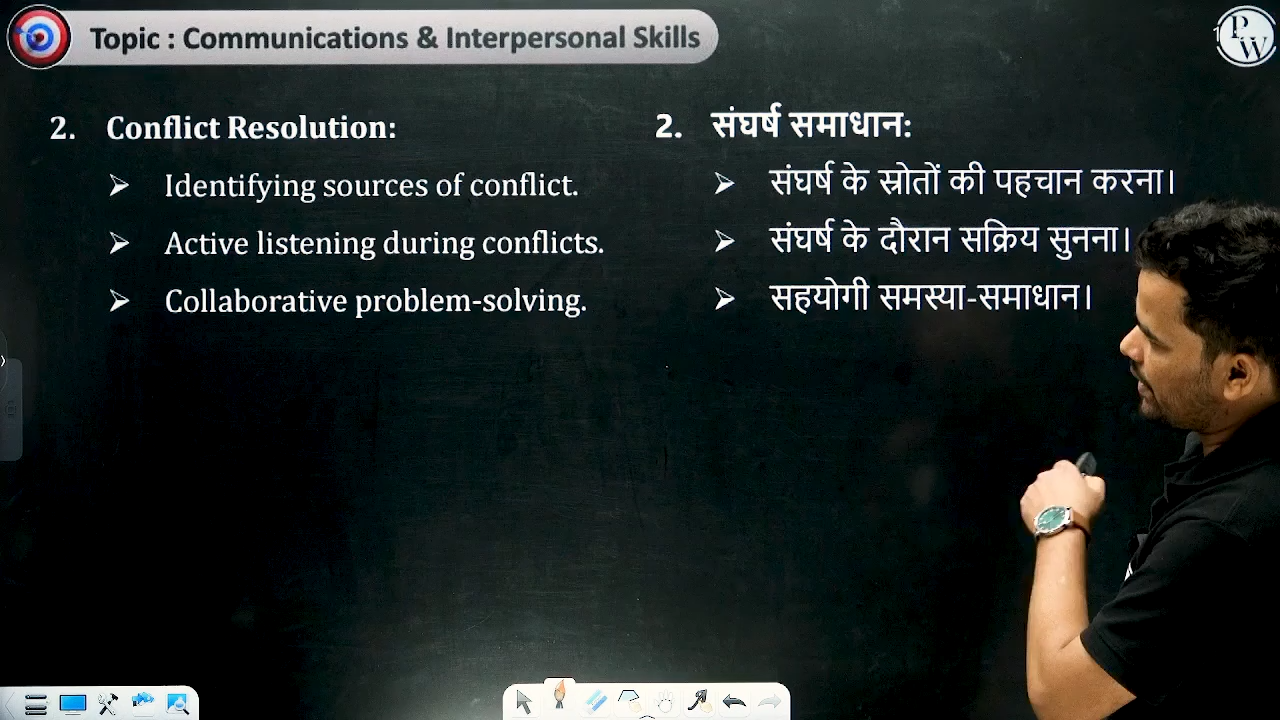 Topic : Communications & Interpersonal Skills
PW
2. Conflict Resolution:
➢ Identifying sources of conflict.
➢ Active listening during conflicts.
➢ Collaborative problem-solving.
2. संघर्ष समाधान:
➢ संघर्ष के स्रोतों की पहचान करना।
➢ संघर्ष के दौरान सक्रिय सुनना।
➢ सहयोगी समस्या-समाधान।